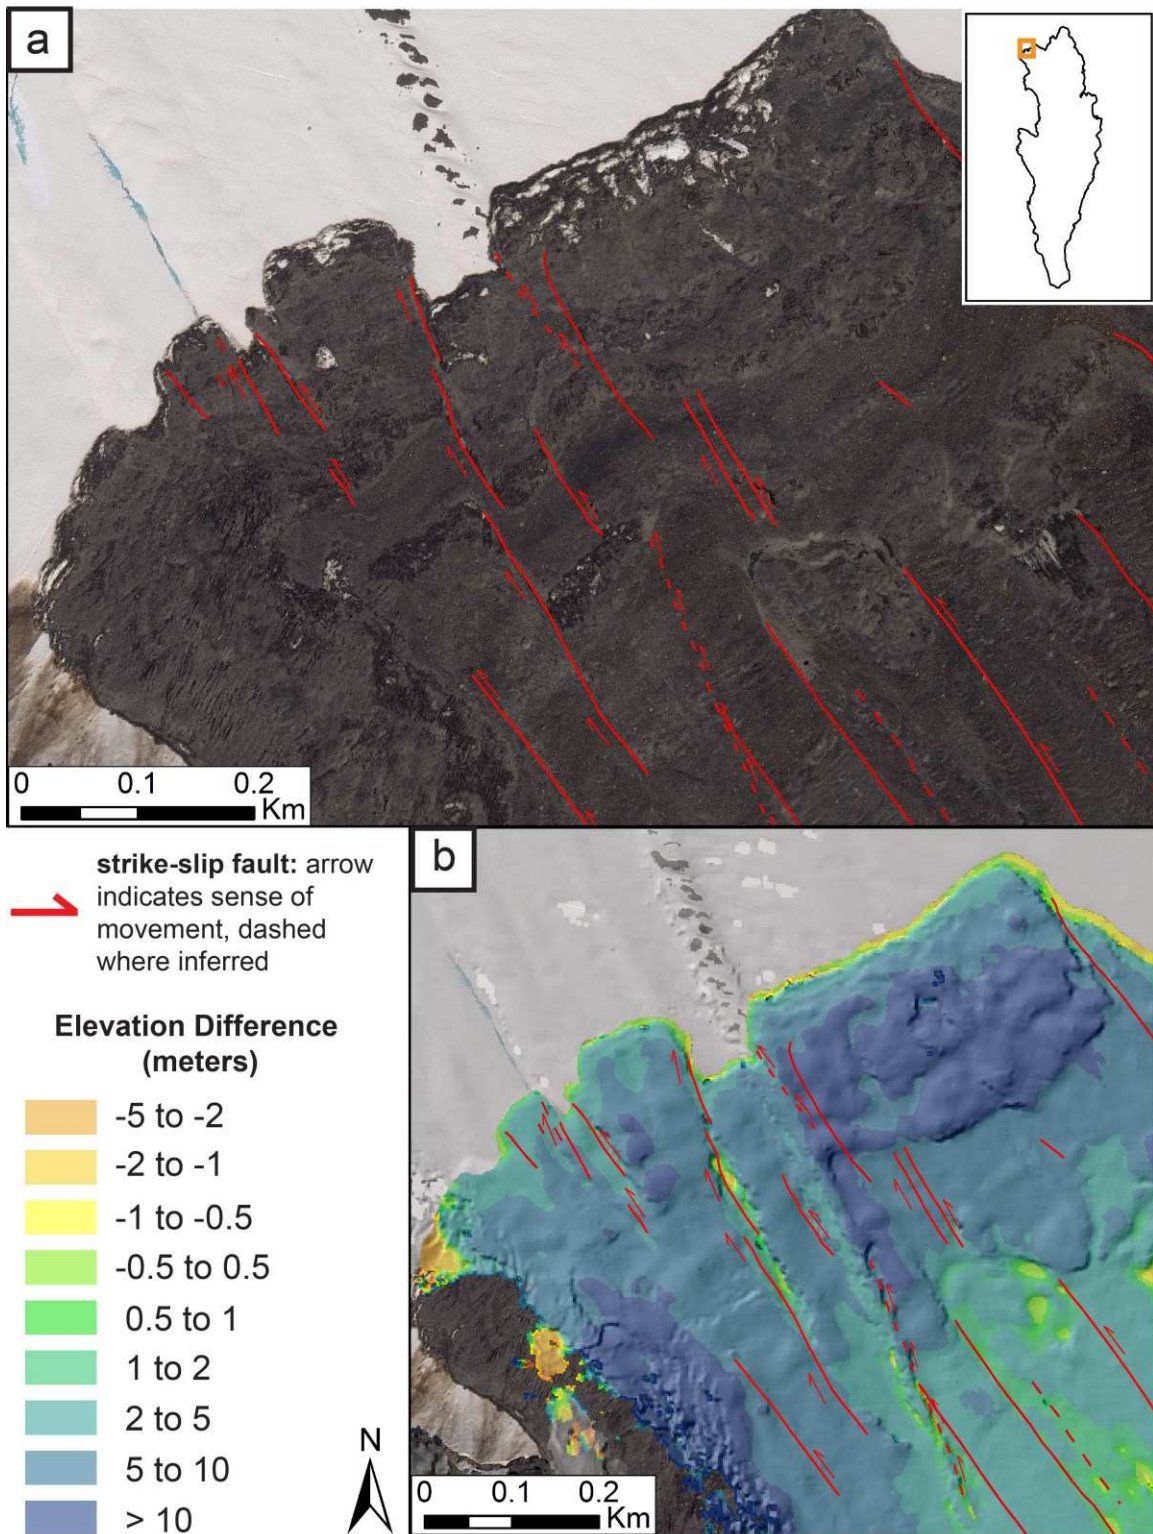 a
0 0.1 0.2
Km
strike-slip fault: arrow
indicates sense of
movement, dashed
where inferred
Elevation Difference
(meters)
-5 to -2
-2 to -1
-1 to -0.5
-0.5 to 0.5
0.5 to 1
1 to 2
2 to 5
5 to 10
> 10
N
b
0 0.1 0.2
Km